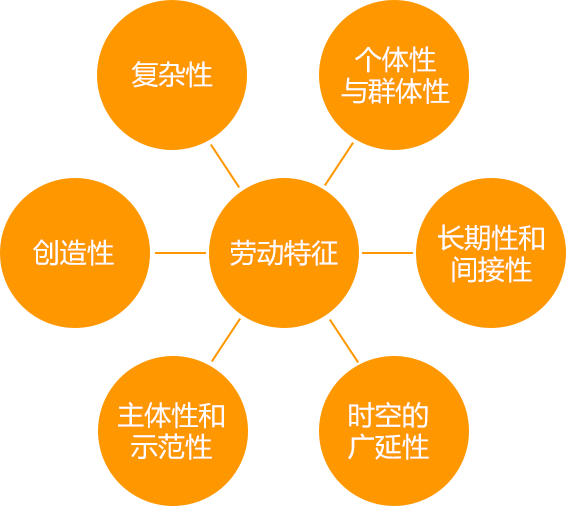 复杂性
个体性
与群体性
创造性
劳动特征
长期性和
间接性
主体性和
示范性
时空的
广延性